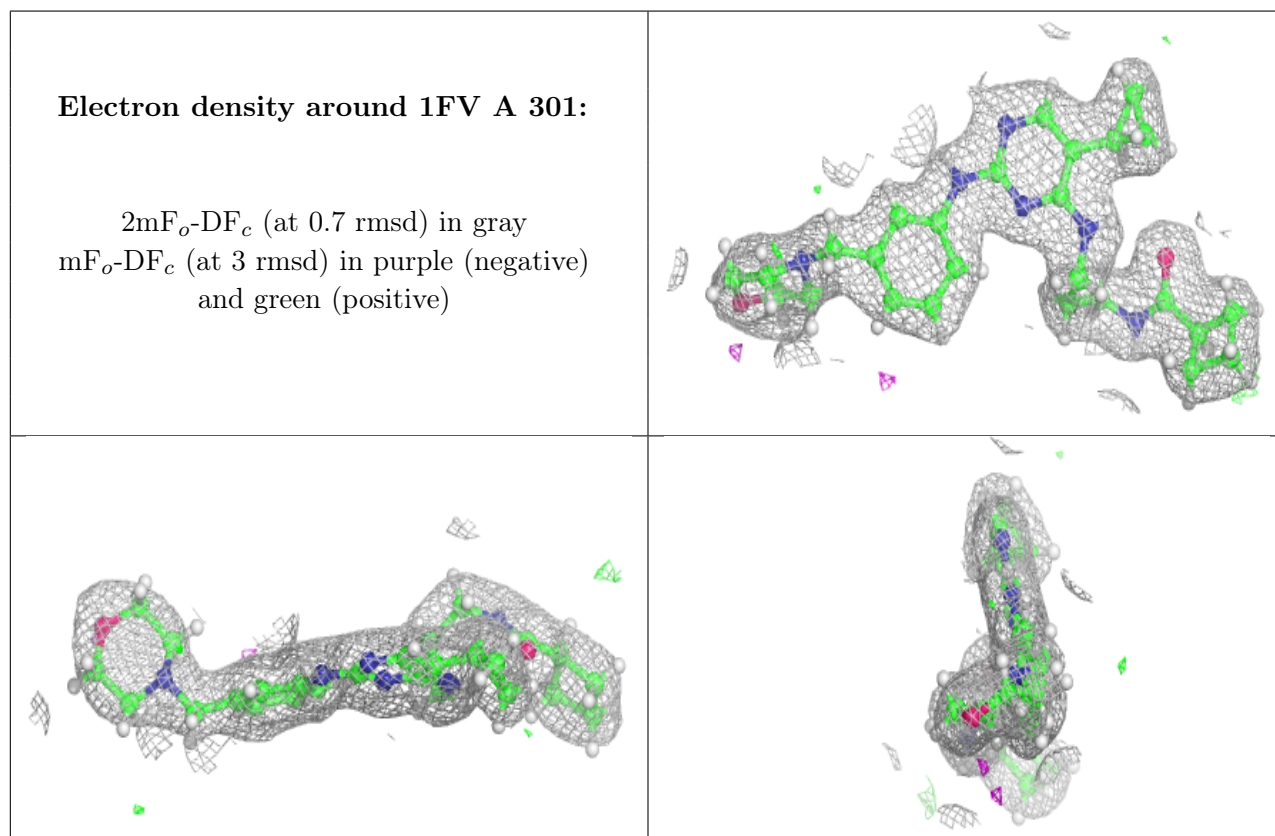 Electron density around 1FV A 301:
2mFo-DFc (at 0.7 rmsd) in gray
mFo-DFc (at 3 rmsd) in purple (negative)
and green (positive)